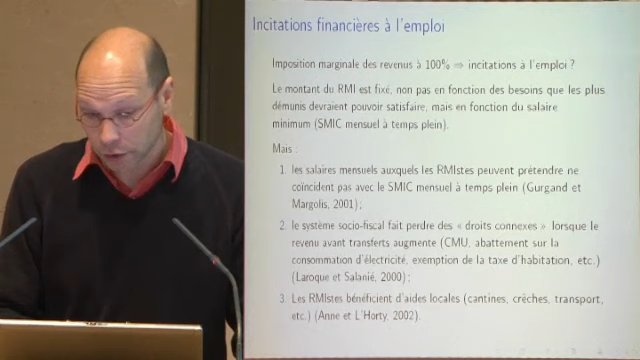 Incitations financières à l'emploi
Imposition marginale des revenus à 100% ⇒ incitations à l'emploi ?
Le montant du RMI est fixé, non pas en fonction des besoins que les plus
démunis devraient pouvoir satisfaire, mais en fonction du salaire
minimum (SMIC mensuel à temps plein).
Mais :
1. les salaires mensuels auxquels les RMIstes peuvent prétendre ne
coïncident pas avec le SMIC mensuel à temps plein (Gurgand et
Margolis, 2001) ;
2. le système socio-fiscal fait perdre des « droits connexes » lorsque le
revenu avant transferts augmente (CMU, abattement sur la
consommation d'électricité, exemption de la taxe d'habitation, etc.)
(Laroque et Salanié, 2000) ;
3. Les RMIstes bénéficient d'aides locales (cantines, crèches, transport,
etc.) (Anne et L'Horty, 2002).